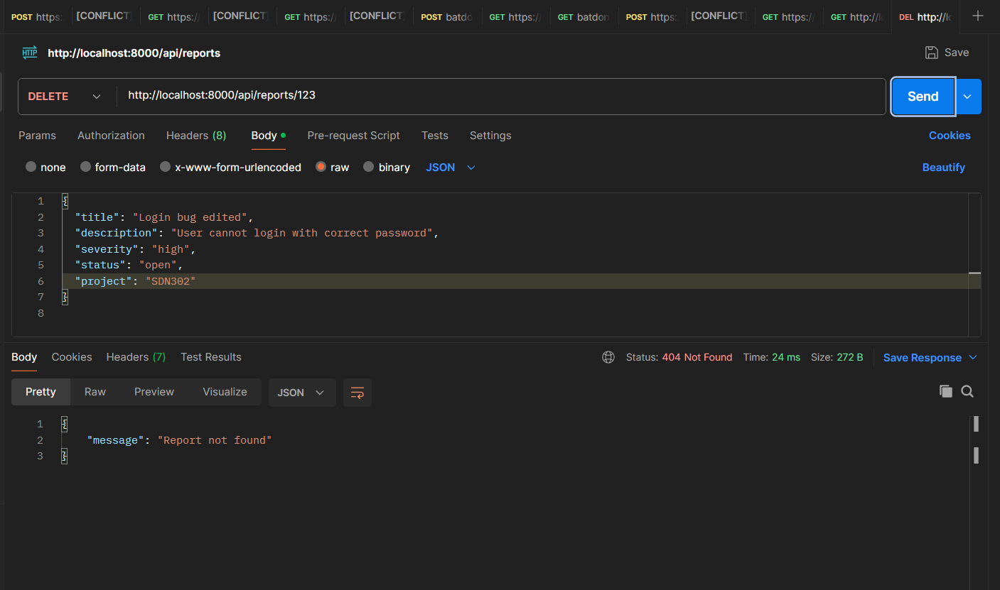 POST https: [CONFLICT] GET https:/ [CONFLICT] GET https:/ [CONFLICT] POST batdo GET https:/ GET batdon POST https: [CONFLICT] GET https:/ GET http://l DEL http://lo +
HTTP http://localhost:8000/api/reports Save
DELETE http://localhost:8000/api/reports/123 Send
Params Authorization Headers (8) Body Pre-request Script Tests Settings Cookies
none form-data x-www-form-urlencoded raw binary JSON Beautify
1 {
2 "title": "Login bug edited",
3 "description": "User cannot login with correct password",
4 "severity": "high",
5 "status": "open",
6 "project": "SDN302"
7 }
8
Body Cookies Headers (7) Test Results Status: 404 Not Found Time: 24 ms Size: 272 B Save Response
Pretty Raw Preview Visualize JSON
1 {
2 "message": "Report not found"
3 }